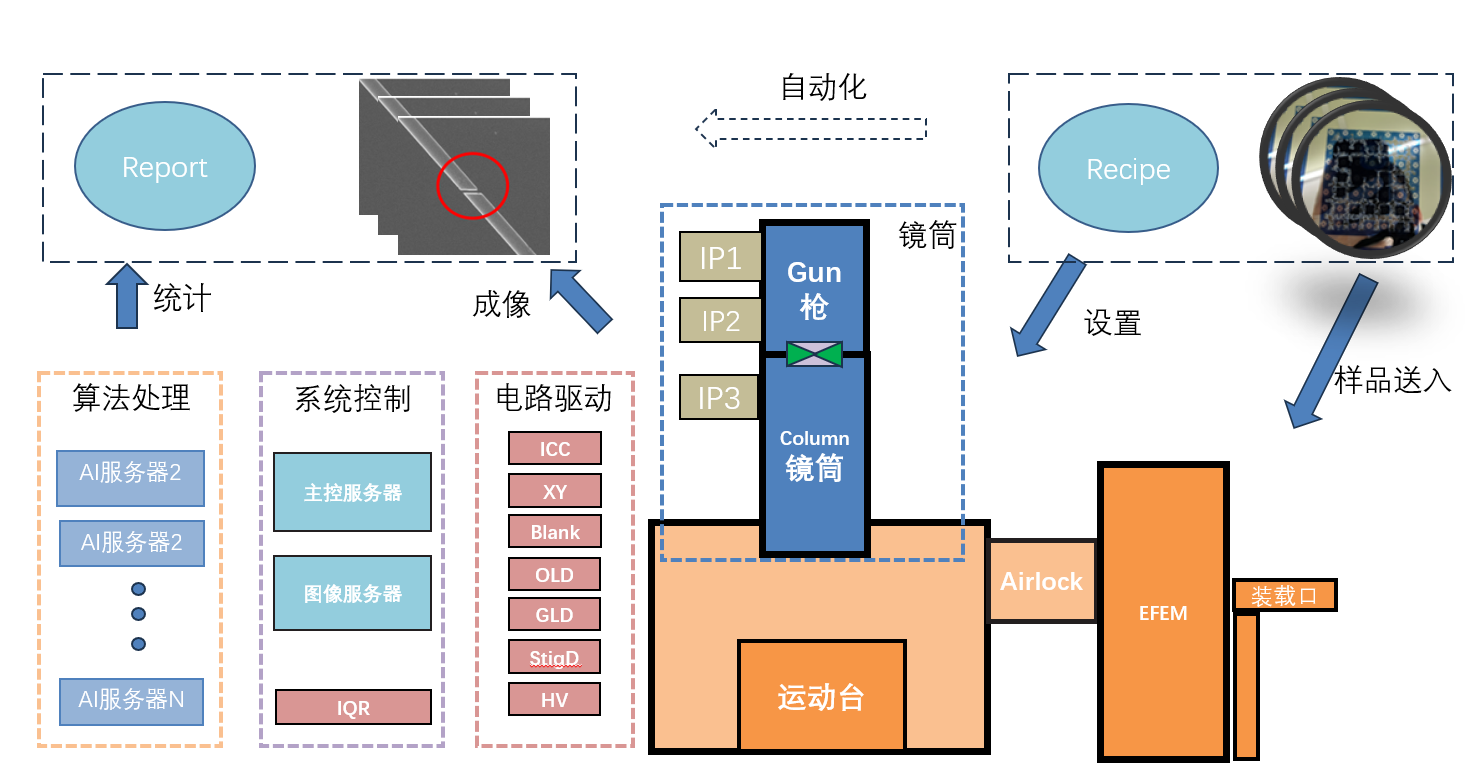 自动化
Report
Recipe
镜筒
IP1
Gun
枪
IP2
统计
成像
设置
IP3
样品送入
算法处理
系统控制
电路驱动
Column
镜筒
AI服务器2
主控服务器
ICC
XY
AI服务器2
Blank
OLD
图像服务器
GLD
Airlock
EFEM
装载口
StigD
AI服务器N
IQR
HV
运动台